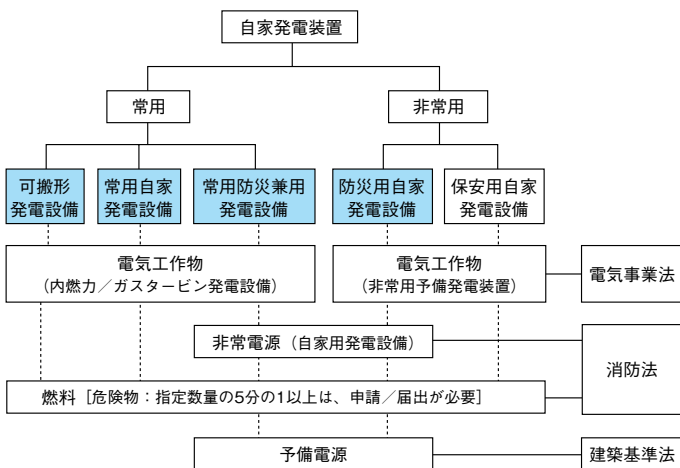 自家発電装置
常用
非常用
可搬形
発電設備
常用自家
発電設備
常用防災兼用
発電設備
防災用自家
発電設備
保安用自家
発電設備
電気工作物
（内燃力／ガスタービン発電設備）
電気工作物
（非常用予備発電装置）
電気事業法
非常電源（自家用発電設備）
消防法
燃料［危険物：指定数量の5分の1以上は、申請／届出が必要］
予備電源
建築基準法